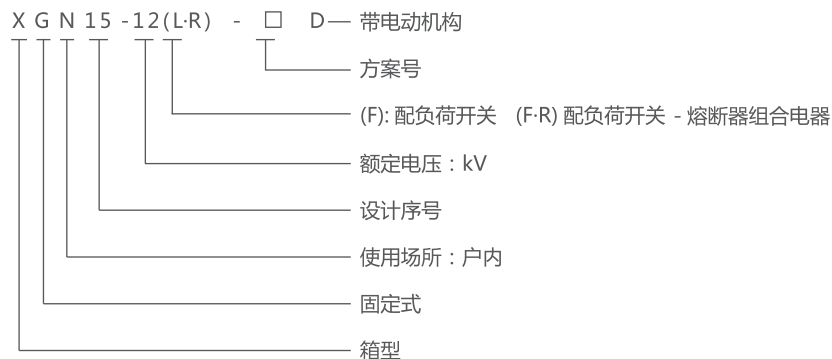 XGN15-12(L·R) - □ D 带电动机构
方案号
(F): 配负荷开关 (F·R) 配负荷开关 - 熔断器组合电器
额定电压：kV
设计序号
使用场所：户内
固定式
箱型